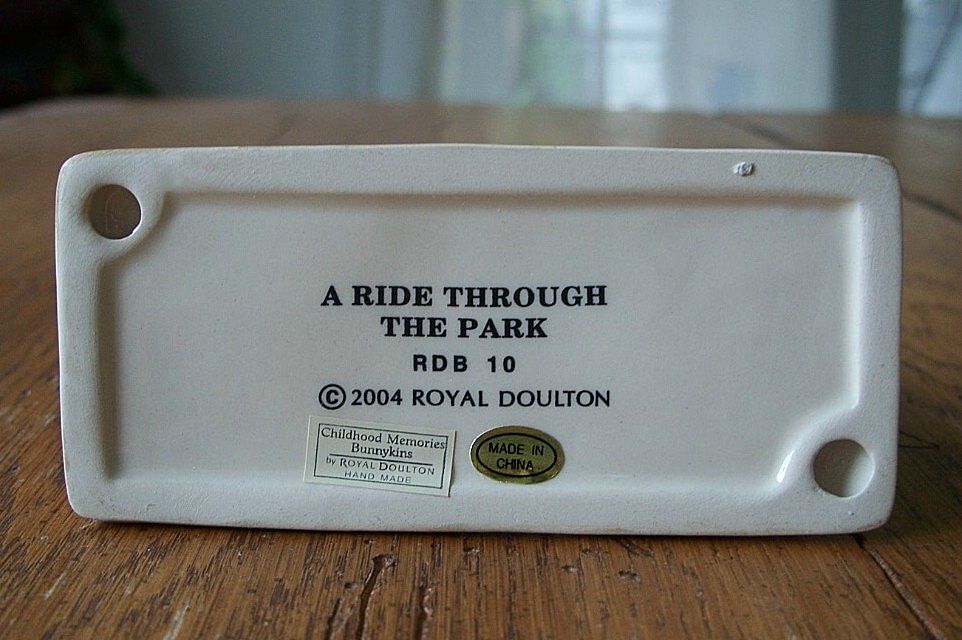 A RIDE THROUGH
THE PARK
RDB 10
© 2004 ROYAL DOULTON
Childhood Memories
Bunnykins
by ROYAL DOULTON
HAND MADE
MADE IN
CHINA